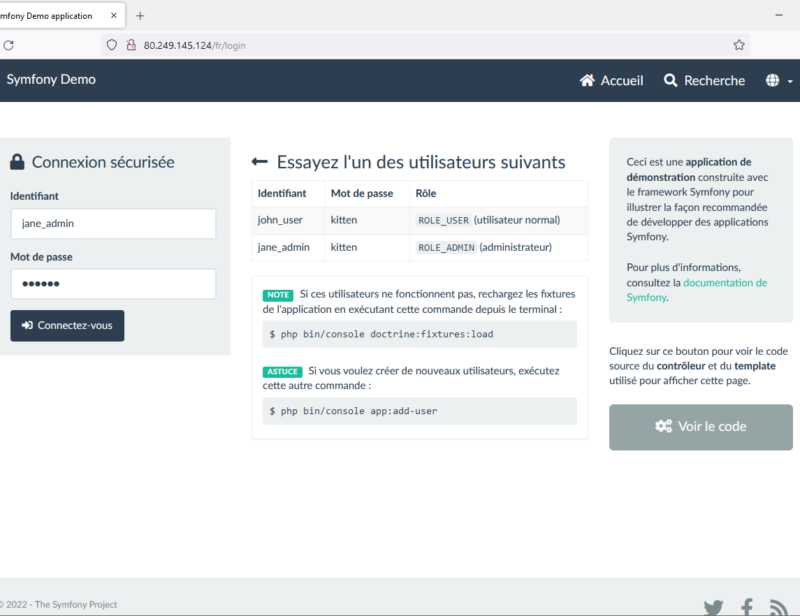 mfony Demo application
80.249.145.124/fr/login
Symfony Demo
Accueil
Recherche
Connexion sécurisée
Identifiant
jane_admin
Mot de passe
Connectez-vous
Essayez l'un des utilisateurs suivants
Identifiant Mot de passe Rôle
john_user kitten ROLE_USER (utilisateur normal)
jane_admin kitten ROLE_ADMIN (administrateur)
NOTE Si ces utilisateurs ne fonctionnent pas, rechargez les fixtures
de l'application en exécutant cette commande depuis le terminal :
$ php bin/console doctrine:fixtures:load
ASTUCE Si vous voulez créer de nouveaux utilisateurs, exécutez
cette autre commande :
$ php bin/console app:add-user
Ceci est une application de
démonstration construite avec
le framework Symfony pour
illustrer la façon recommandée
de développer des applications
Symfony.
Pour plus d'informations,
consultez la documentation de
Symfony.
Cliquez sur ce bouton pour voir le code
source du contrôleur et du template
utilisé pour afficher cette page.
Voir le code
© 2022 - The Symfony Project